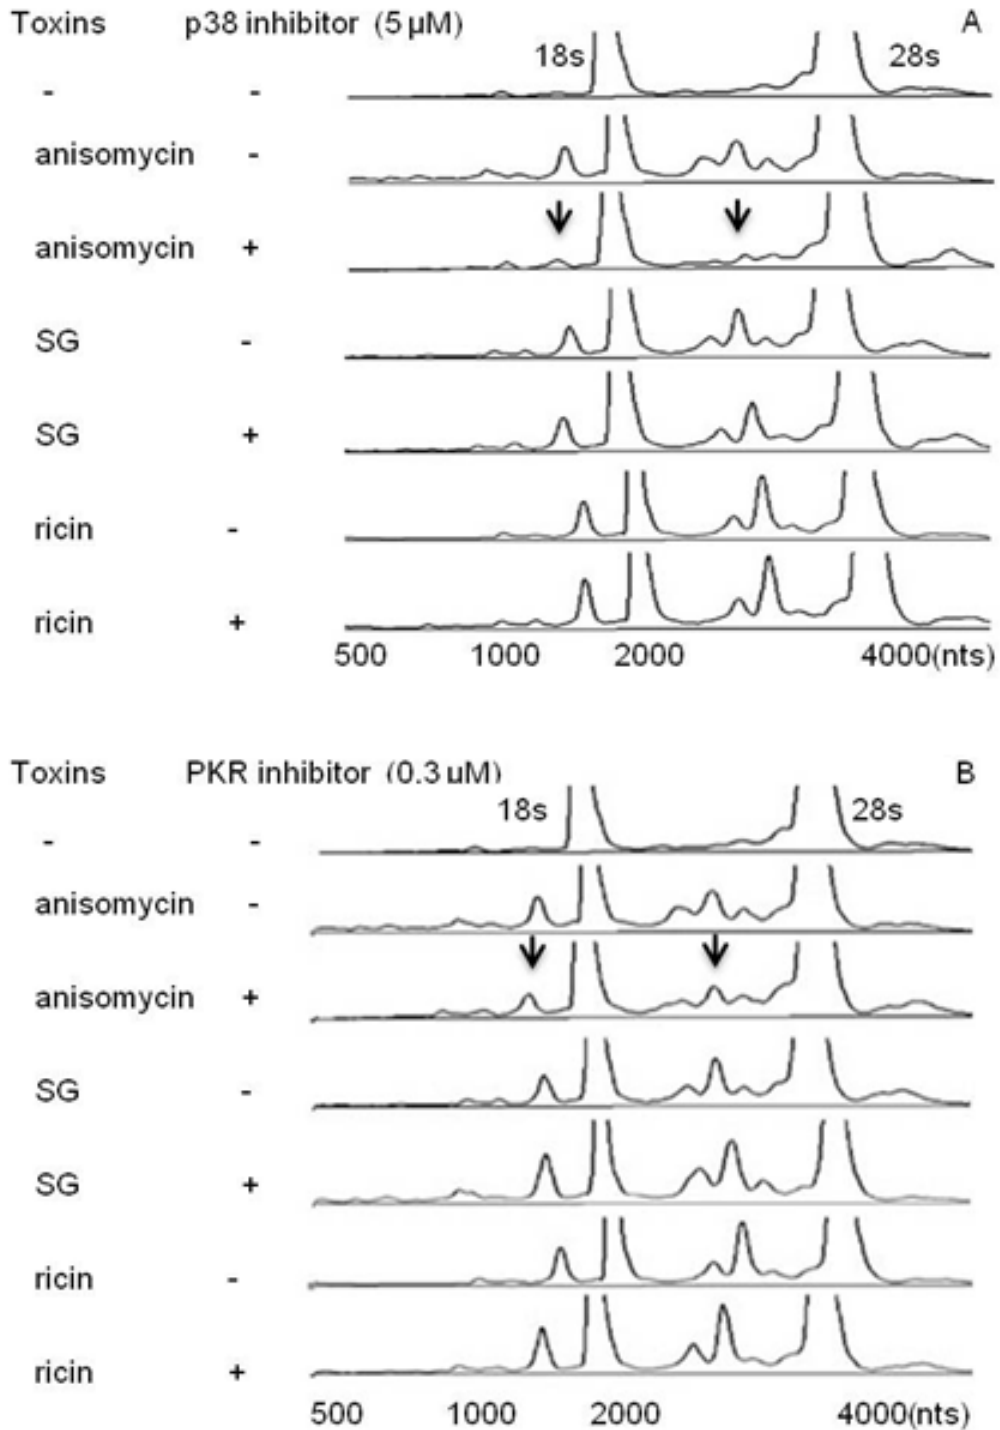 Toxins p38 inhibitor (5 µM) A
18s 28s
- -
anisomycin -
anisomycin +
SG -
SG +
ricin -
ricin +
500 1000 2000 4000(nts)
Toxins PKR inhibitor (0.3 uM) B
18s 28s
- -
anisomycin -
anisomycin +
SG -
SG +
ricin -
ricin +
500 1000 2000 4000(nts)